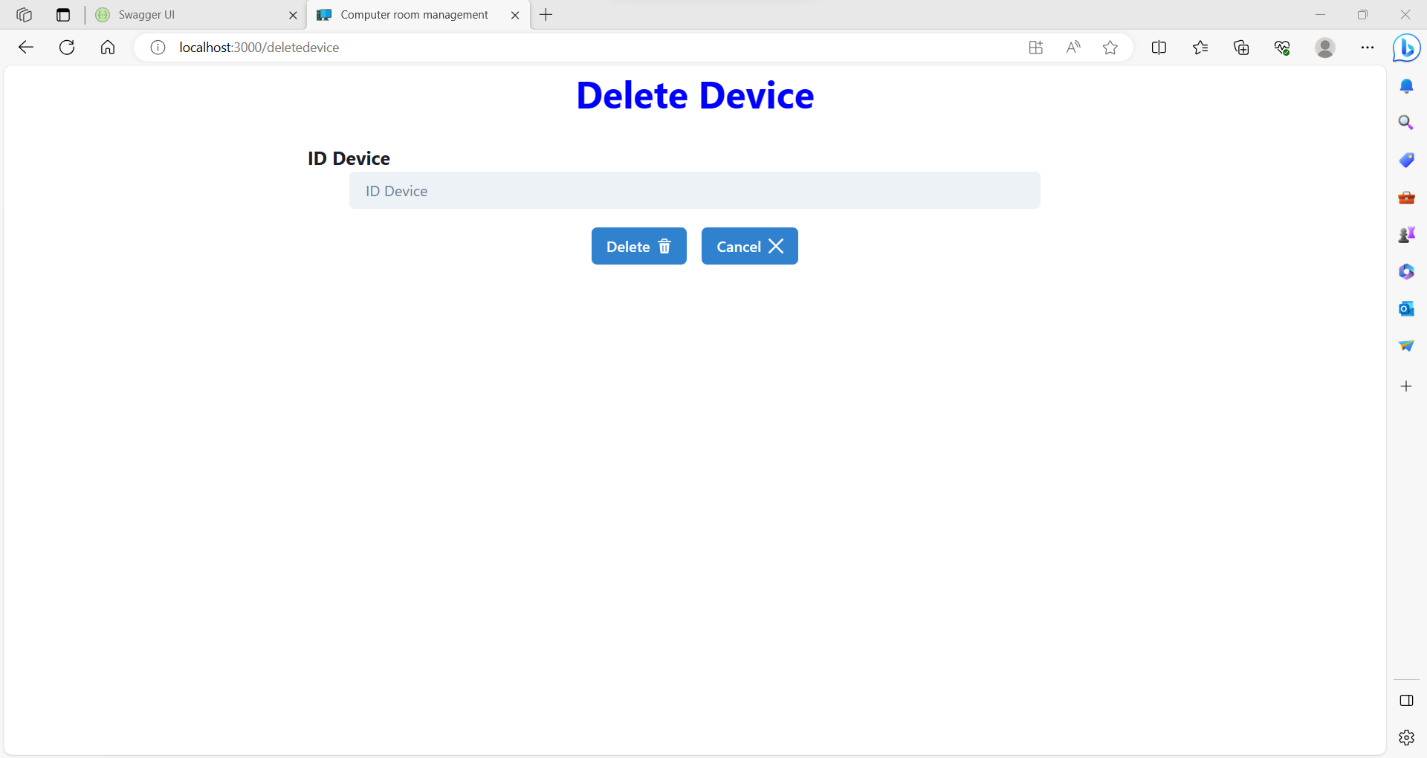 Swagger UI
Computer room management
localhost:3000/deletedevice
Delete Device
ID Device
ID Device
Delete
Cancel